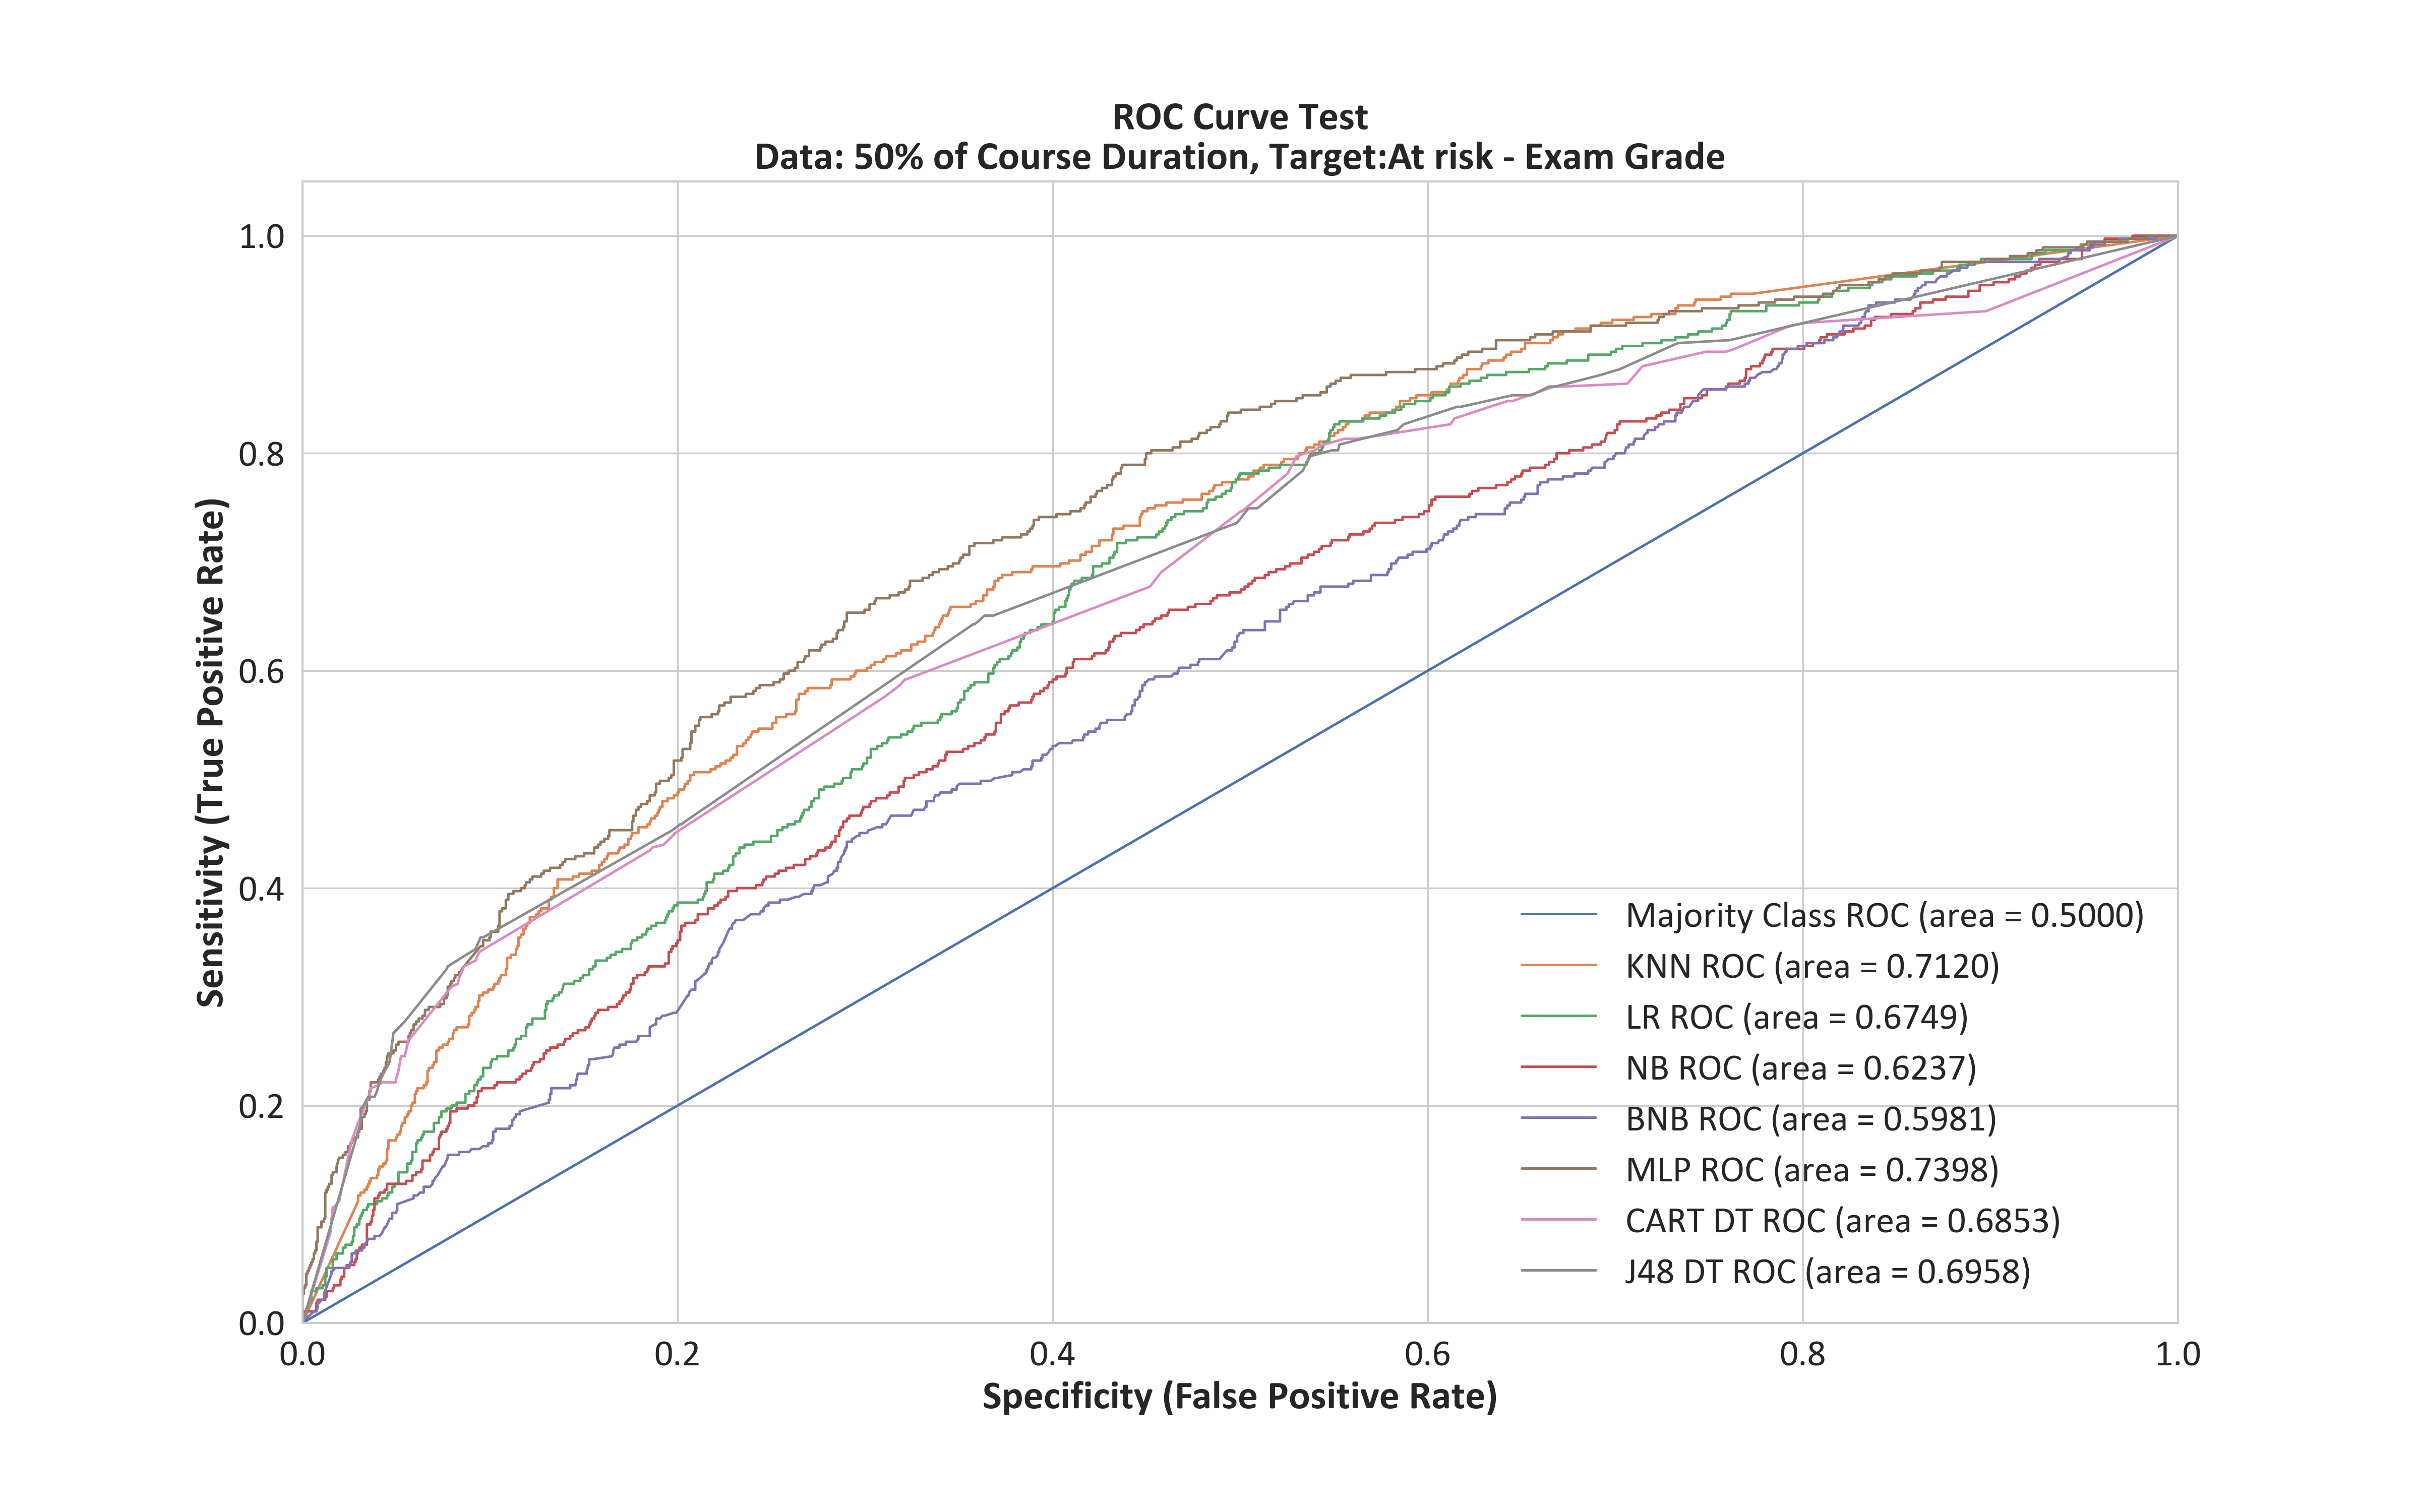 ROC Curve Test
Data: 50% of Course Duration, Target:At risk - Exam Grade
Sensitivity (True Positive Rate)
1.0
0.8
0.6
0.4
0.2
0.0
Majority Class ROC (area = 0.5000)
KNN ROC (area = 0.7120)
LR ROC (area = 0.6749)
NB ROC (area = 0.6237)
BNB ROC (area = 0.5981)
MLP ROC (area = 0.7398)
CART DT ROC (area = 0.6853)
J48 DT ROC (area = 0.6958)
0.0 0.2 0.4 0.6 0.8 1.0
Specificity (False Positive Rate)